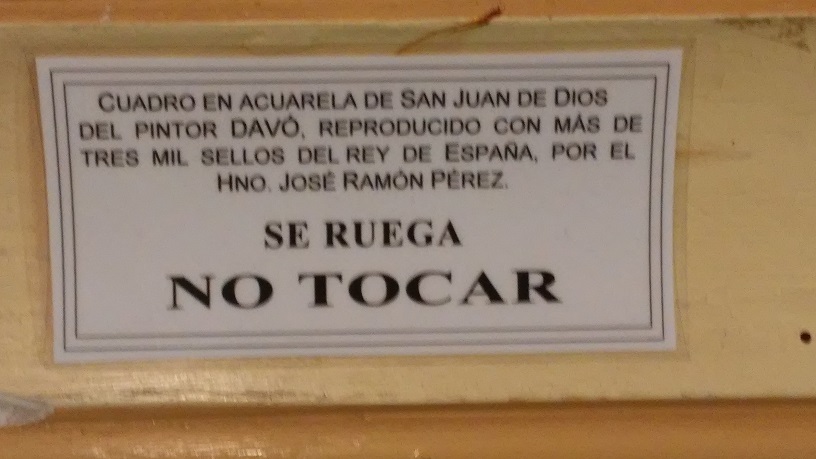 CUADRO EN ACUARELA DE SAN JUAN DE DIOS
DEL PINTOR DAVÓ, REPRODUCIDO CON MÁS DE
TRES MIL SELLOS DEL REY DE ESPAÑA, POR EL
HNO. JOSÉ RAMÓN PÉREZ.
SE RUEGA
NO TOCAR